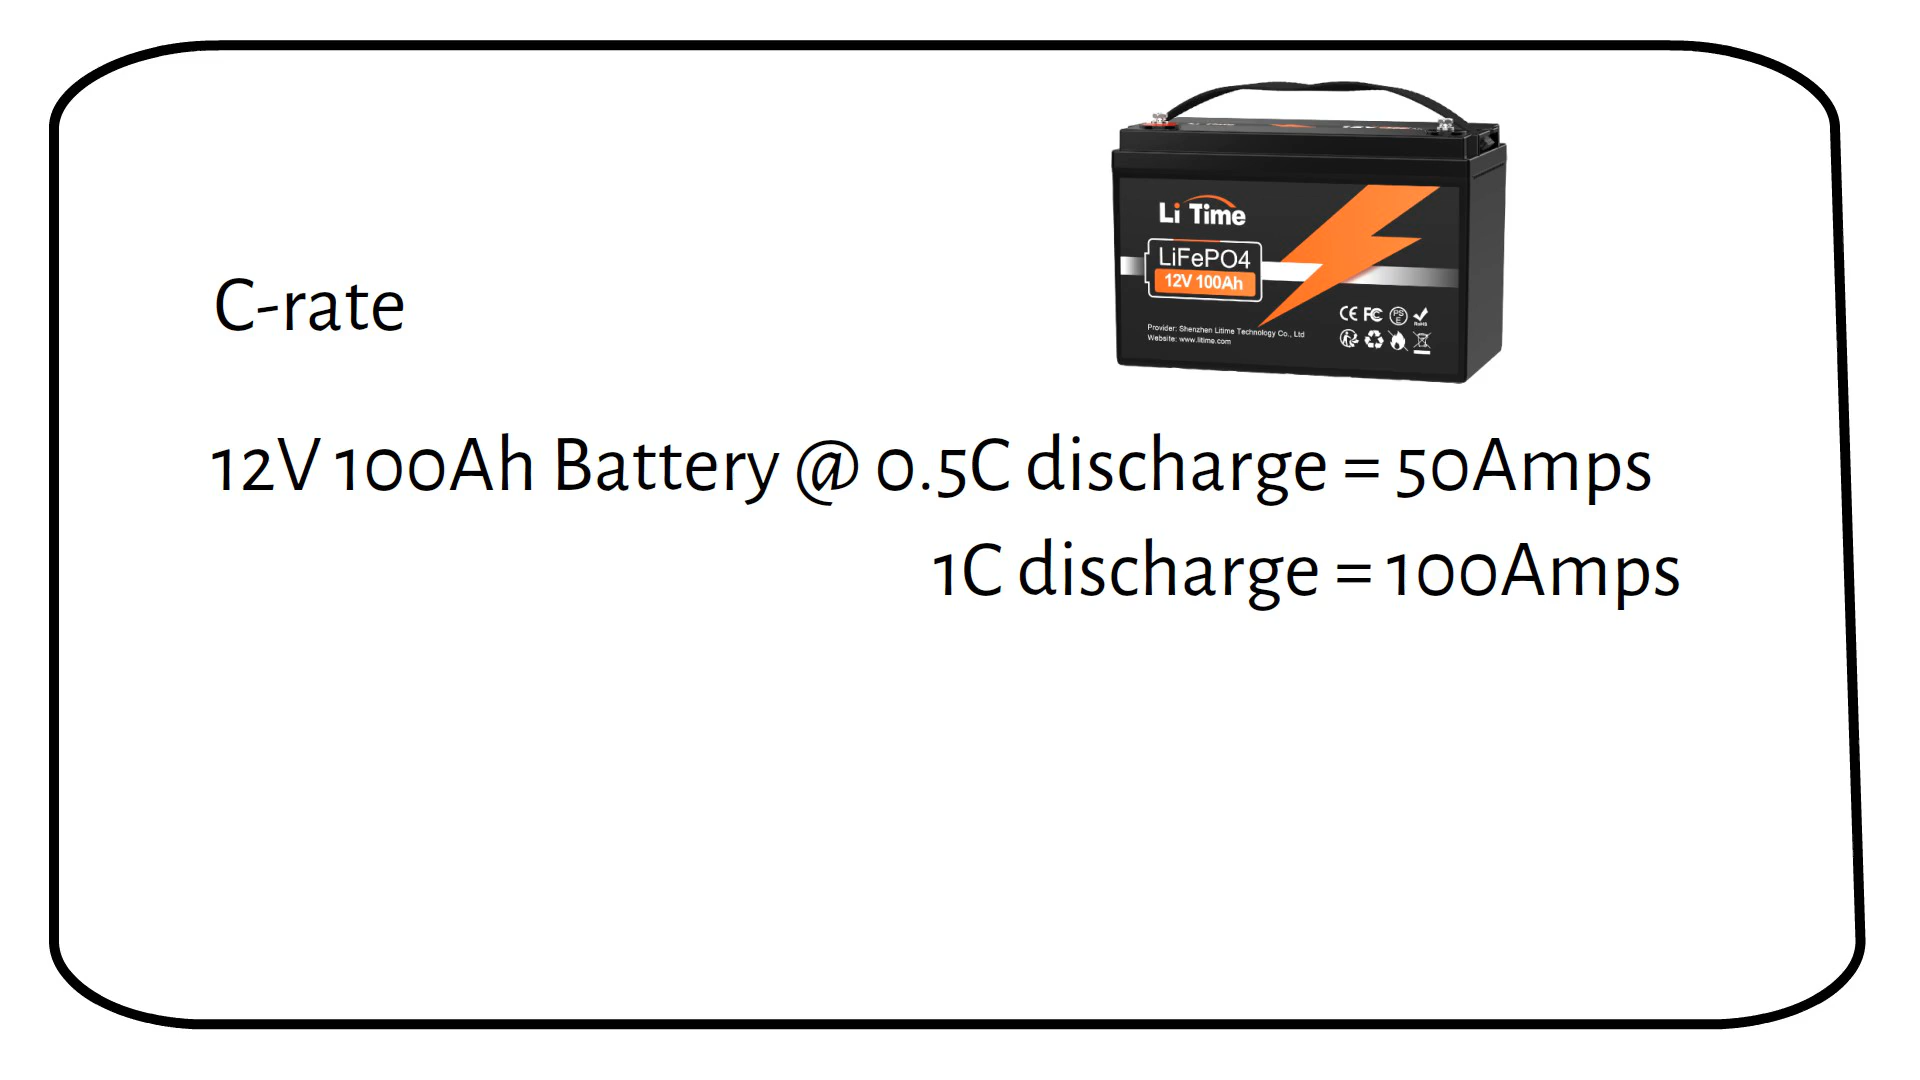 Li Time
LiFePO4
12V 100Ah
Provider: Shenzhen Litime Technology Co., Ltd
Website: www.litime.com
C-rate
12V 100Ah Battery @ 0.5C discharge = 50Amps
1C discharge = 100Amps